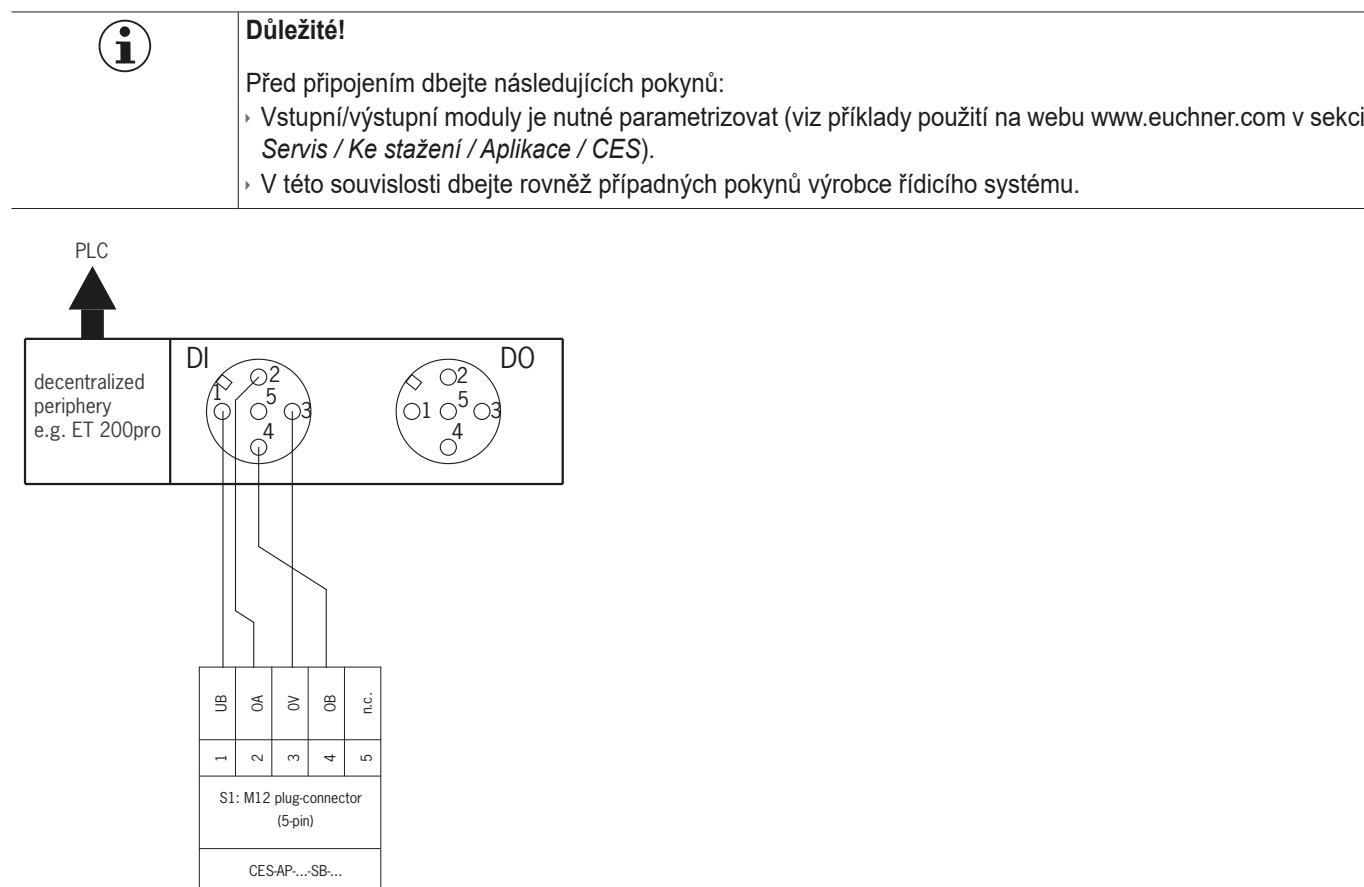 Důležité!
Před připojením dbejte následujících pokynů:
Vstupní/výstupní moduly je nutné parametrizovat (viz příklady použití na webu www.euchner.com v sekci
Servis / Ke stažení / Aplikace / CES).
V této souvislosti dbejte rovněž případných pokynů výrobce řídicího systému.
PLC
decentralized
periphery
e.g. ET 200pro
DI
1
2
5
3
4
DO
2
1
5
3
4
UB
OA
0V
OB
n.c.
1
2
3
4
5
S1: M12 plug-connector
(5-pin)
CES-AP-...-SB-...